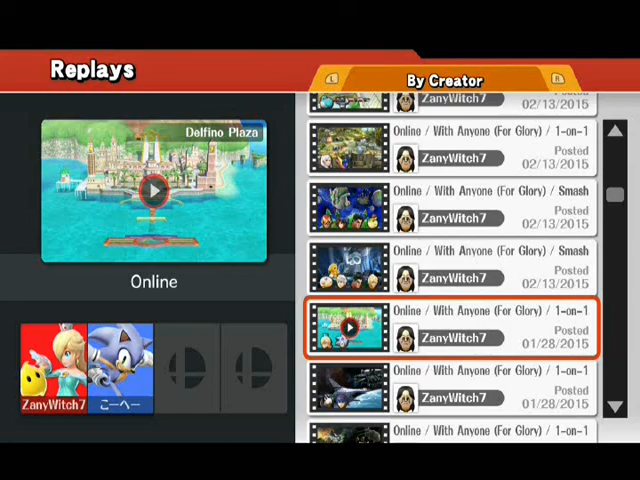 Replays
L
By Creator
R
Delfino Plaza
Online
ZanyWitch7
こーへー
ZanyWitch7
02/13/2015
Online / With Anyone (For Glory) / 1-on-1
Posted
ZanyWitch7
02/13/2015
Online / With Anyone (For Glory) / Smash
Posted
ZanyWitch7
02/13/2015
Online / With Anyone (For Glory) / Smash
Posted
ZanyWitch7
02/13/2015
Online / With Anyone (For Glory) / 1-on-1
Posted
ZanyWitch7
01/28/2015
Online / With Anyone (For Glory) / 1-on-1
Posted
ZanyWitch7
01/28/2015
Online / With Anyone (For Glory) / 1-on-1